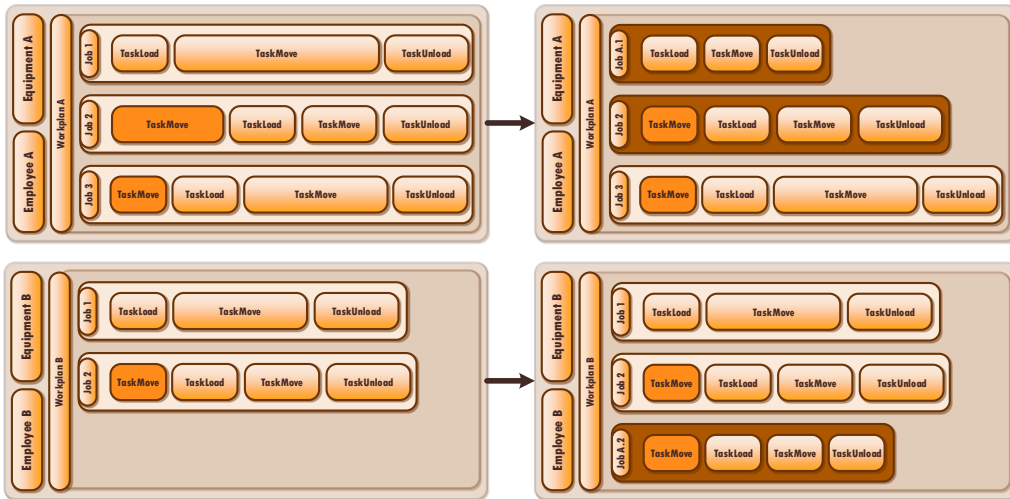 Equipment A
Employee A
Workplan A
Job 1
TaskLoad
TaskMove
TaskUnload
Job 2
TaskMove
TaskLoad
TaskMove
TaskUnload
Job 3
TaskMove
TaskLoad
TaskMove
TaskUnload
Equipment A
Employee A
Workplan A
Job A.1
TaskLoad
TaskMove
TaskUnload
Job 2
TaskMove
TaskLoad
TaskMove
TaskUnload
Job 3
TaskMove
TaskLoad
TaskMove
TaskUnload
Equipment B
Employee B
Workplan B
Job 1
TaskLoad
TaskMove
TaskUnload
Job 2
TaskMove
TaskLoad
TaskMove
TaskUnload
Equipment B
Employee B
Workplan B
Job 1
TaskLoad
TaskMove
TaskUnload
Job 2
TaskMove
TaskLoad
TaskMove
TaskUnload
Job A.2
TaskMove
TaskLoad
TaskMove
TaskUnload